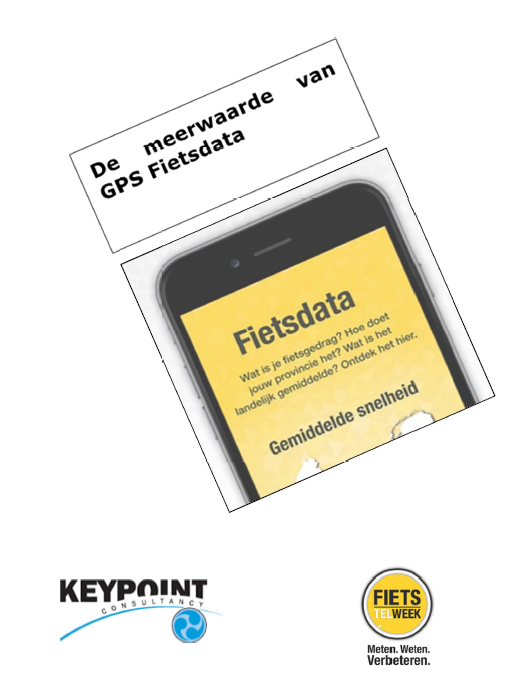 De meerwaarde van
GPS Fietsdata
Fietsdata
Wat is je fietsgedrag? Hoe doet
jouw provincie het? Wat is het
landelijk gemiddelde? Ontdek het hier.
Gemiddelde snelheid
KEYPOINT
CONSULTANCY
FIETS
TELWEEK
Meten. Weten.
Verbeteren.